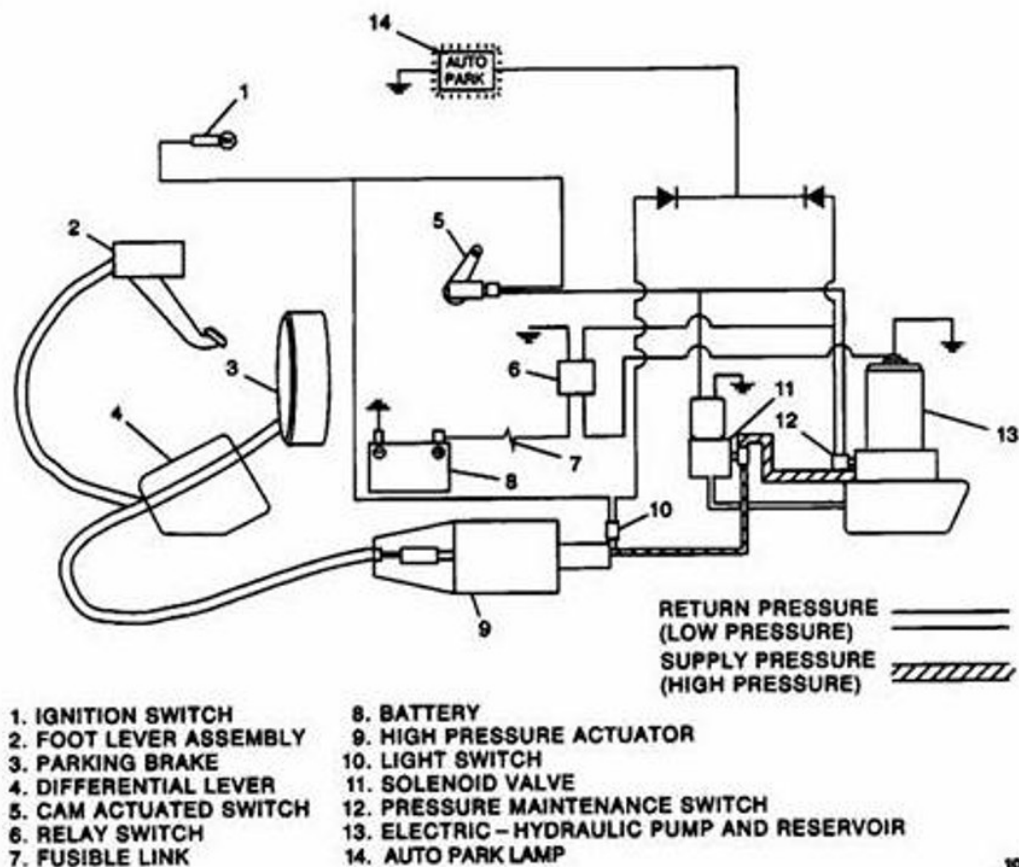 14
AUTO
PARK
1
2
5
3
6
11
4
12
13
7
8
10
9
RETURN PRESSURE
(LOW PRESSURE)
SUPPLY PRESSURE
(HIGH PRESSURE)
1. IGNITION SWITCH
2. FOOT LEVER ASSEMBLY
3. PARKING BRAKE
4. DIFFERENTIAL LEVER
5. CAM ACTUATED SWITCH
6. RELAY SWITCH
7. FUSIBLE LINK
8. BATTERY
9. HIGH PRESSURE ACTUATOR
10. LIGHT SWITCH
11. SOLENOID VALVE
12. PRESSURE MAINTENANCE SWITCH
13. ELECTRIC-HYDRAULIC PUMP AND RESERVOIR
14. AUTO PARK LAMP